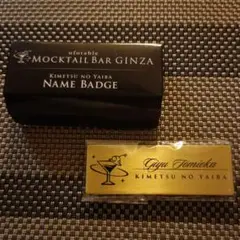 ufotable
MOCKTAIL BAR GINZA
KIMETSU NO YAIBA
NAME BADGE
Giyu Tomioka
KIMETSU NO YAIBA